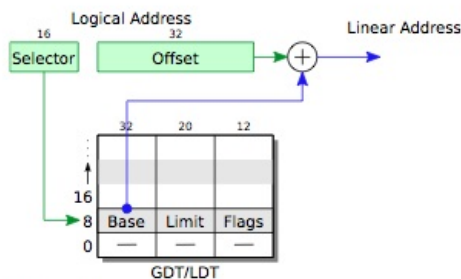 Logical Address
Linear Address
16
32
Selector
Offset
32
20
12
16
8
Base
Limit
Flags
0
GDT/LDT